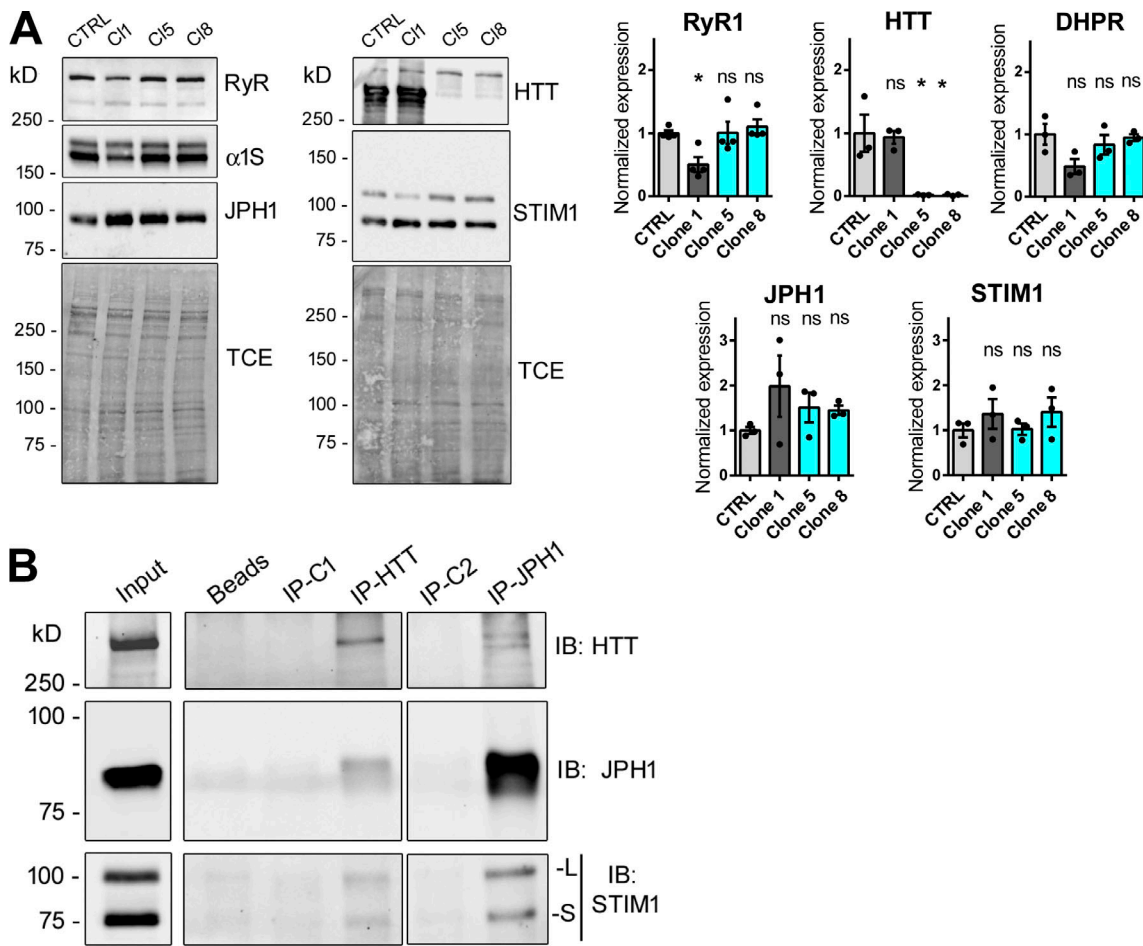 A
CTRL Cl1 Cl5 Cl8
kD
RyR
250 -
150 -
α1S
100 -
JPH1
75 -
250 -
150 -
TCE
100 -
75 -
CTRL Cl1 Cl5 Cl8
kD
HTT
250 -
150 -
100 -
STIM1
75 -
250 -
150 -
TCE
100 -
75 -
RyR1
Normalized expression
2
1
0
* ns ns
CTRL
Clone 1
Clone 5
Clone 8
HTT
Normalized expression
2
1
0
ns * *
CTRL
Clone 1
Clone 5
Clone 8
DHPR
Normalized expression
2
1
0
ns ns ns
CTRL
Clone 1
Clone 5
Clone 8
JPH1
Normalized expression
3
2
1
0
ns ns ns
CTRL
Clone 1
Clone 5
Clone 8
STIM1
Normalized expression
3
2
1
0
ns ns ns
CTRL
Clone 1
Clone 5
Clone 8
B
Input Beads IP-C1 IP-HTT IP-C2 IP-JPH1
kD
IB: HTT
250 -
100 -
IB: JPH1
75 -
100 -
-L
IB:
STIM1
75 -
-S